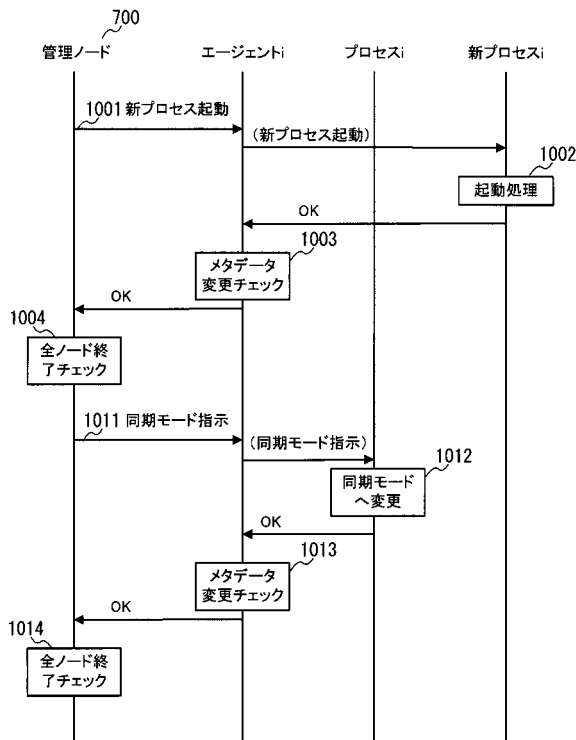 700
管理ノード
エージェントi
プロセスi
新プロセスi
1001 新プロセス起動
(新プロセス起動)
1002
起動処理
OK
1003
メタデータ
変更チェック
OK
1004
全ノード終
了チェック
1011 同期モード指示
(同期モード指示)
1012
同期モード
へ変更
OK
1013
メタデータ
変更チェック
OK
1014
全ノード終
了チェック